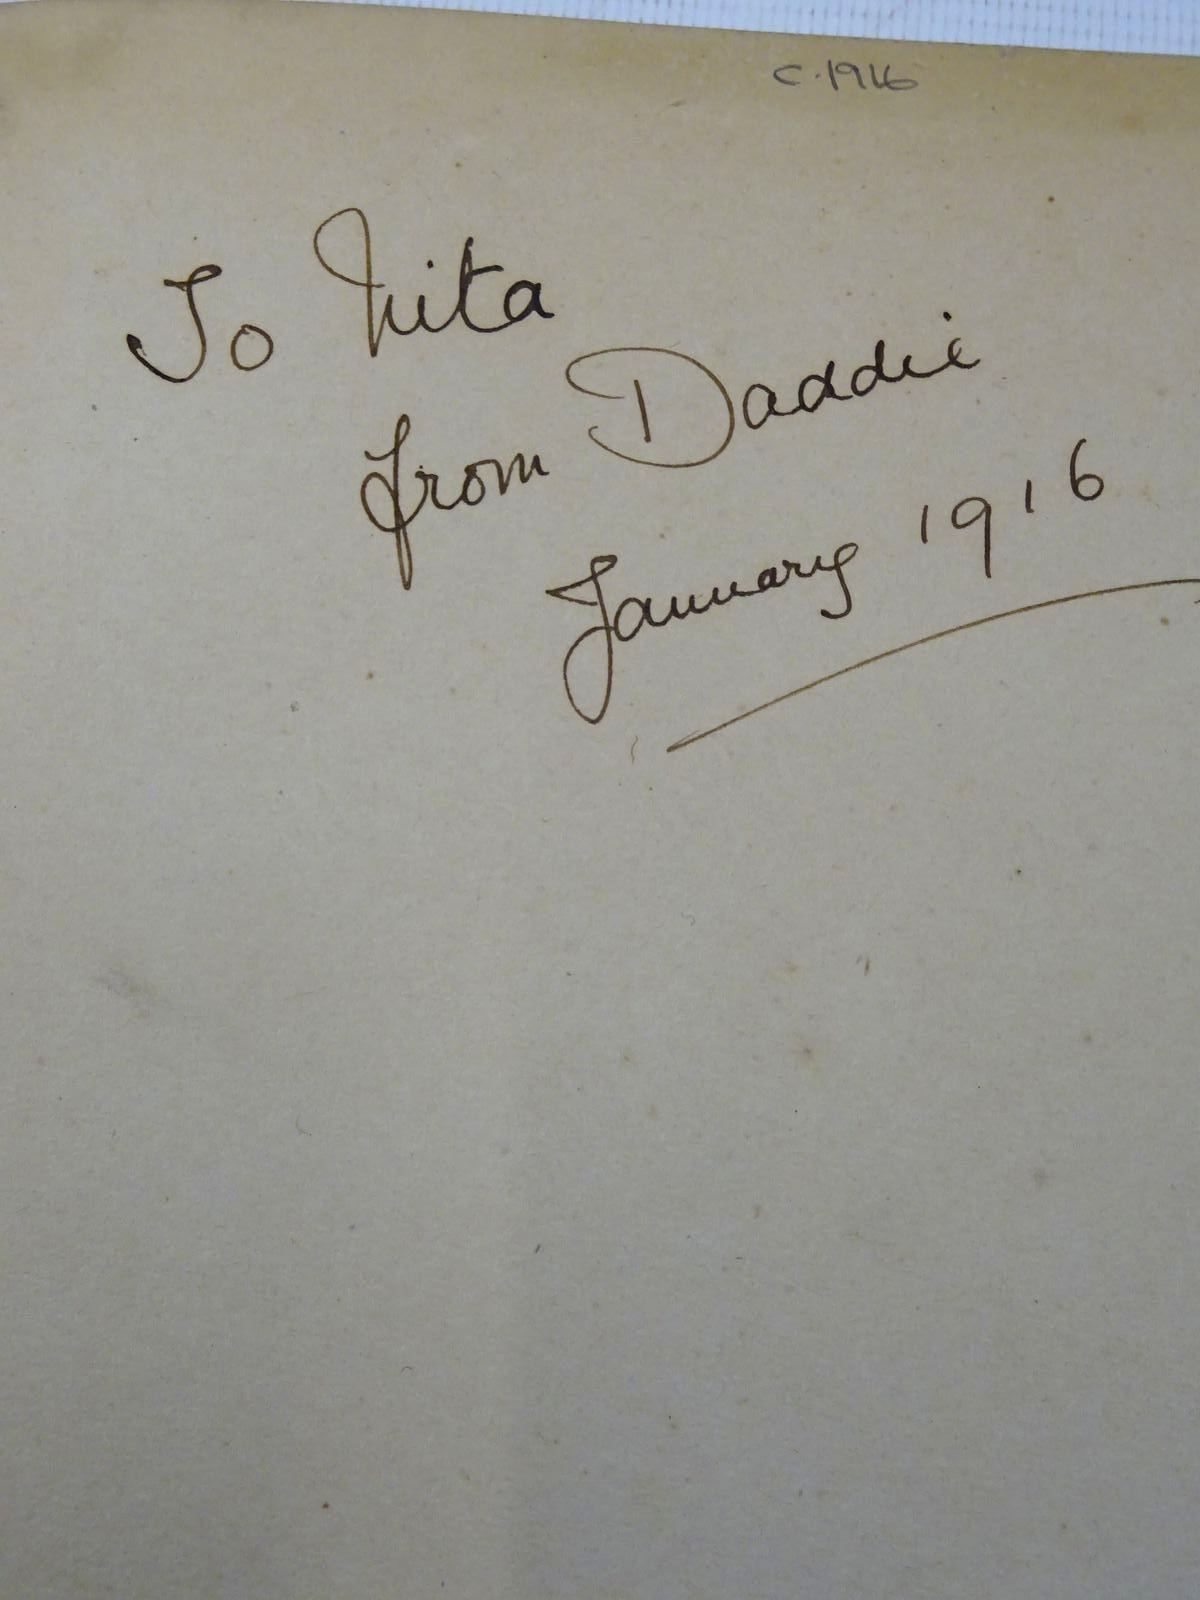 c.1916
To Nita
from Daddie
January 1916